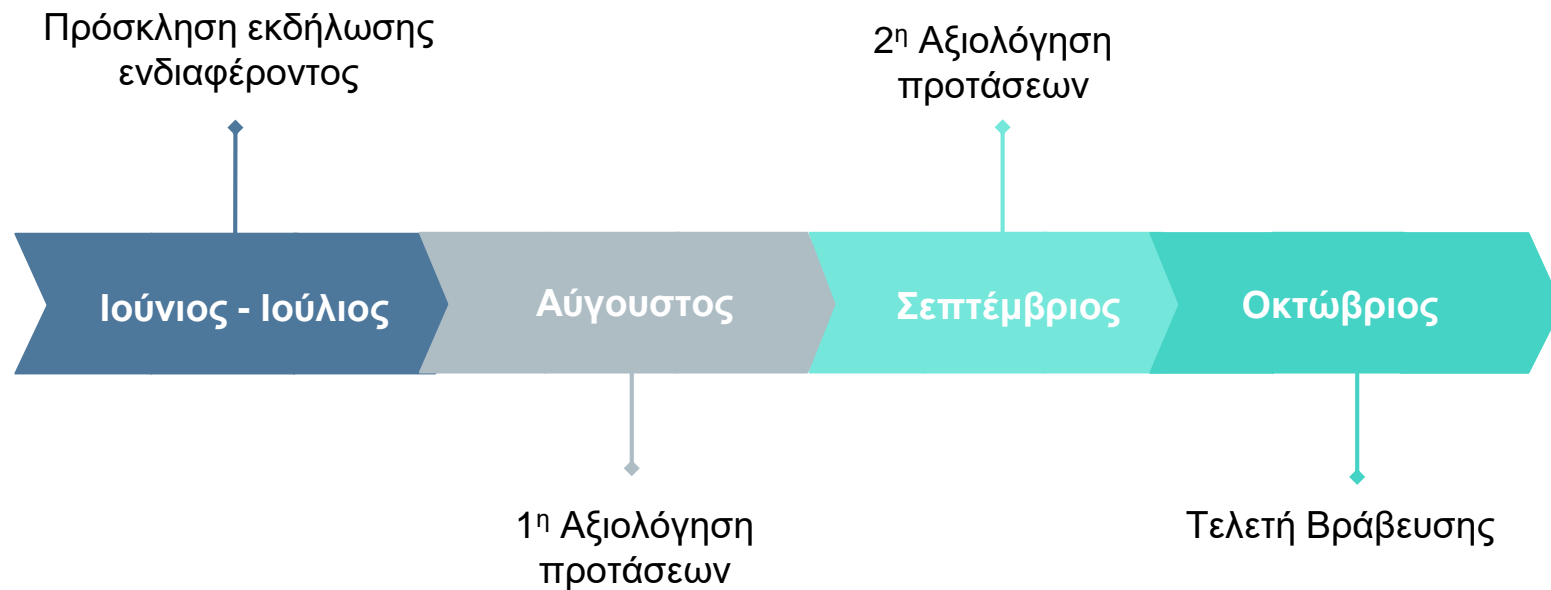 Πρόσκληση εκδήλωσης
ενδιαφέροντος
2η Αξιολόγηση
προτάσεων
Ιούνιος - Ιούλιος
Αύγουστος
Σεπτέμβριος
Οκτώβριος
1η Αξιολόγηση
προτάσεων
Τελετή Βράβευσης